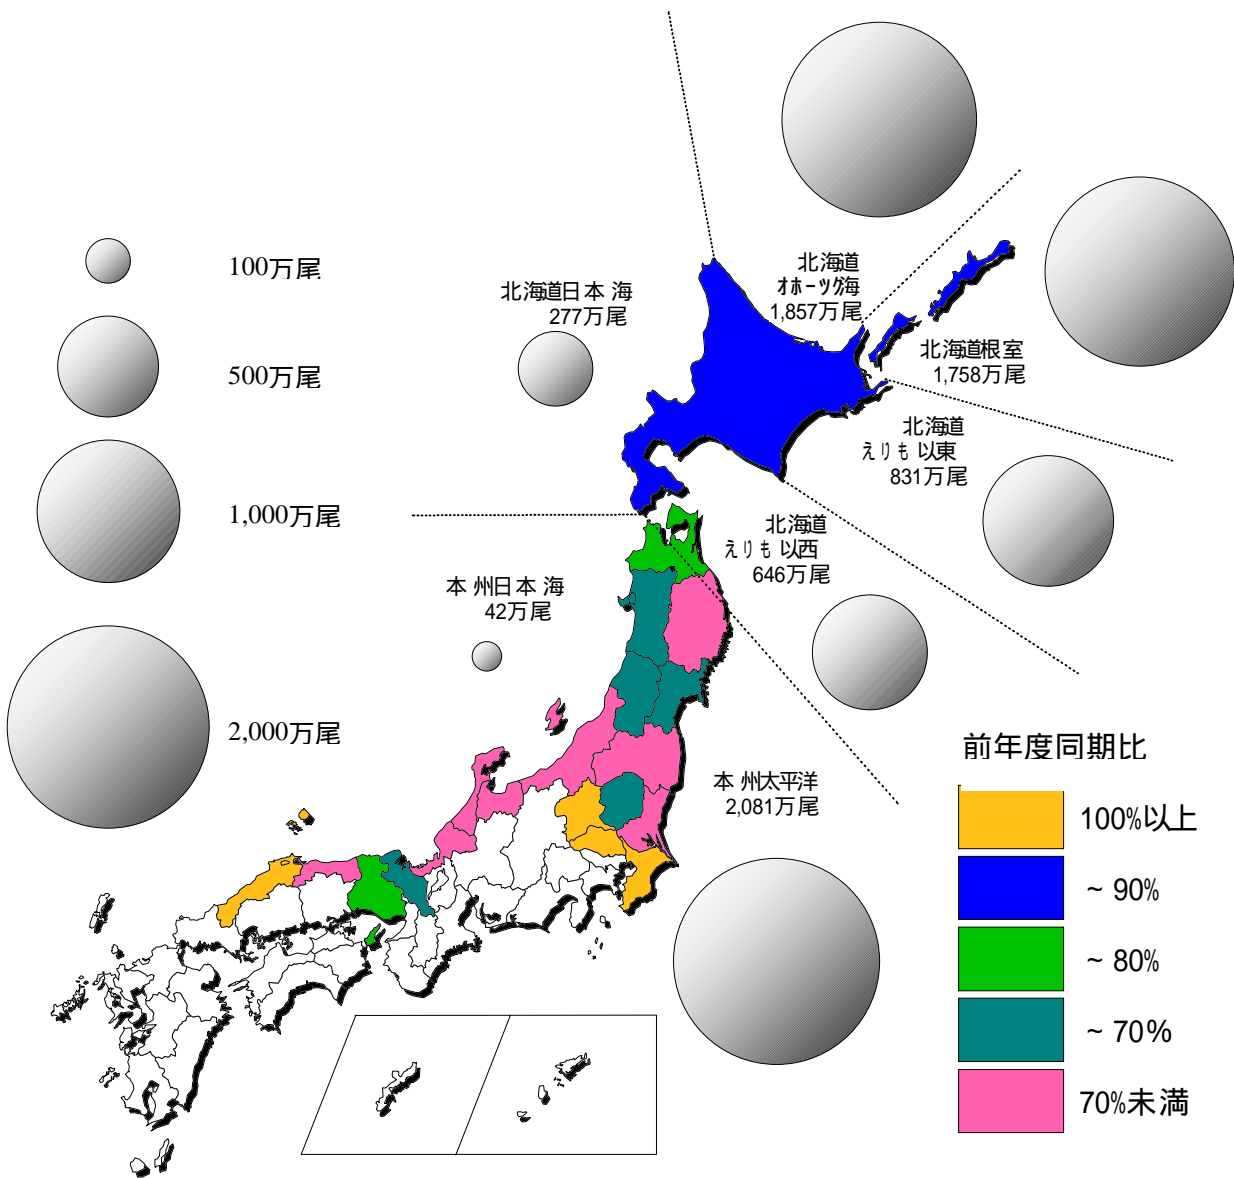 100万尾
500万尾
1,000万尾
2,000万尾
北海道日本海
277万尾
北海道
オホーツク海
1,857万尾
北海道根室
1,758万尾
北海道
えりも以東
831万尾
北海道
えりも以西
646万尾
本州日本海
42万尾
本州太平洋
2,081万尾
前年度同期比
100%以上
~ 90%
~ 80%
~ 70%
70%未満